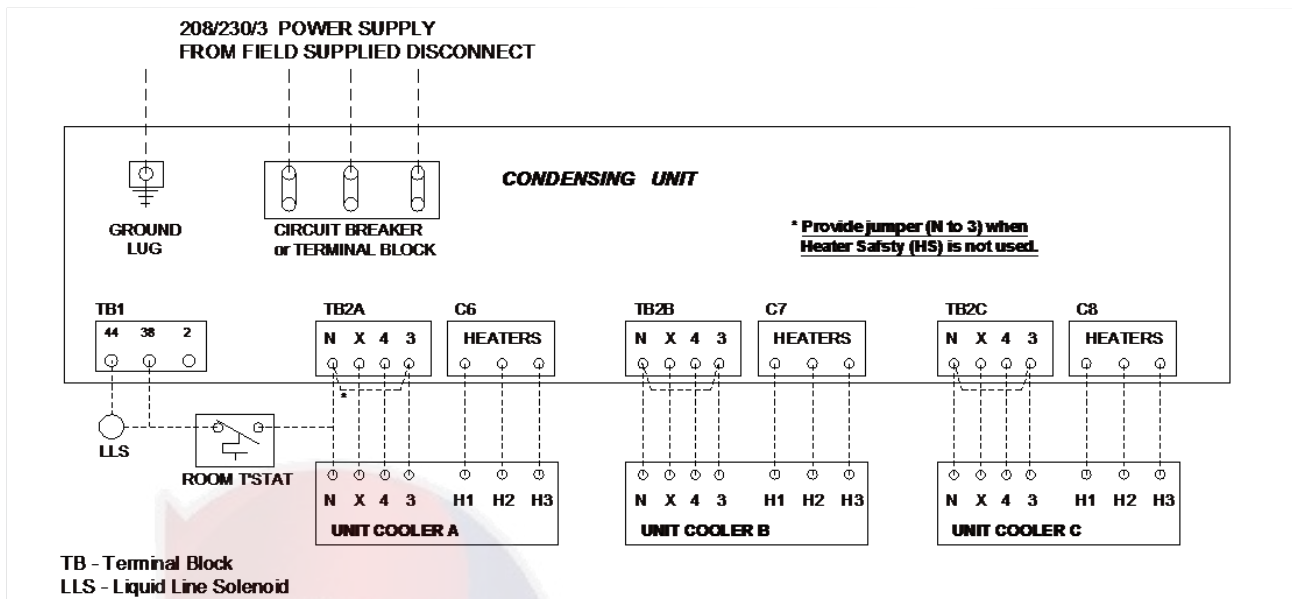 208/230/3 POWER SUPPLY
FROM FIELD SUPPLIED DISCONNECT
CONDENSING UNIT
GROUND
LUG
CIRCUIT BREAKER
or TERMINAL BLOCK
* Provide jumper (N to 3) when
Heater Safsty (HS) is not used.
TB1
44 38 2
TB2A
N X 4 3
C6
HEATERS
TB2B
N X 4 3
C7
HEATERS
TB2C
N X 4 3
C8
HEATERS
*
LLS
ROOM T'STAT
N X 4 3 H1 H2 H3
UNIT COOLER A
N X 4 3 H1 H2 H3
UNIT COOLER B
N X 4 3 H1 H2 H3
UNIT COOLER C
TB - Terminal Block
LLS - Liquid Line Solenoid